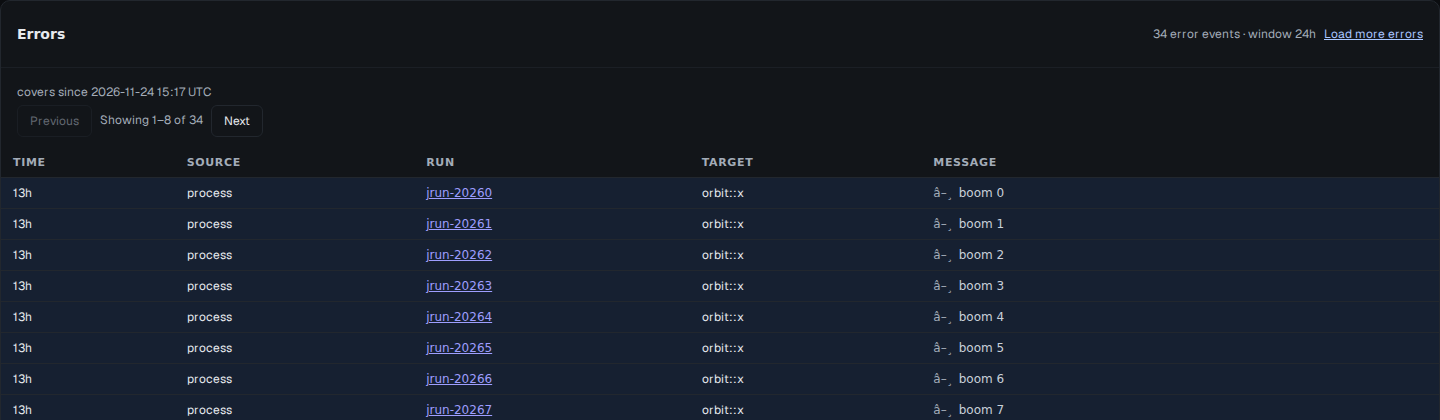 Errors
34 error events · window 24h Load more errors
covers since 2026-11-24 15:17 UTC
Previous Showing 1–8 of 34 Next
TIME SOURCE RUN TARGET MESSAGE
13h process jrun-20260 orbit::x â–¸ boom 0
13h process jrun-20261 orbit::x â–¸ boom 1
13h process jrun-20262 orbit::x â–¸ boom 2
13h process jrun-20263 orbit::x â–¸ boom 3
13h process jrun-20264 orbit::x â–¸ boom 4
13h process jrun-20265 orbit::x â–¸ boom 5
13h process jrun-20266 orbit::x â–¸ boom 6
13h process jrun-20267 orbit::x â–¸ boom 7